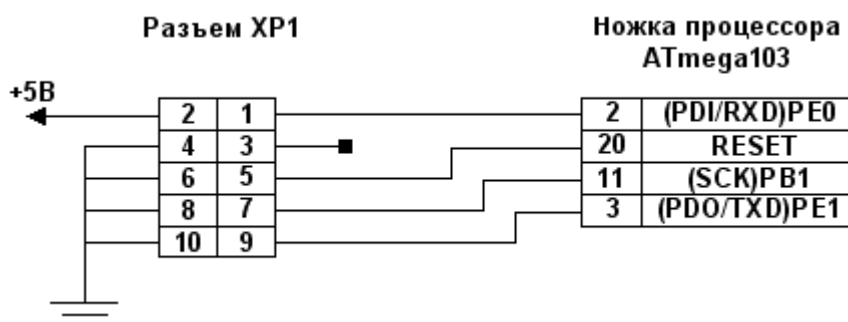 Разъем XP1
Ножка процессора
ATmega103
+5В
2 1
4 3
6 5
8 7
10 9
2 (PDI/RXD)PE0
20 RESET
11 (SCK)PB1
3 (PDO/TXD)PE1